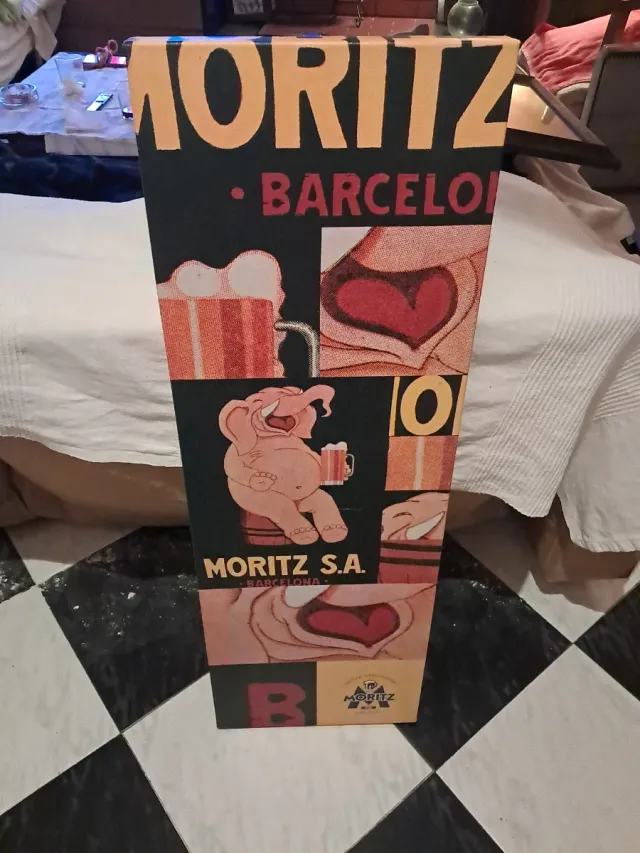 MORITZ
• BARCELO
O
MORITZ S.A.
· BARCELONA ·
B
MORITZ